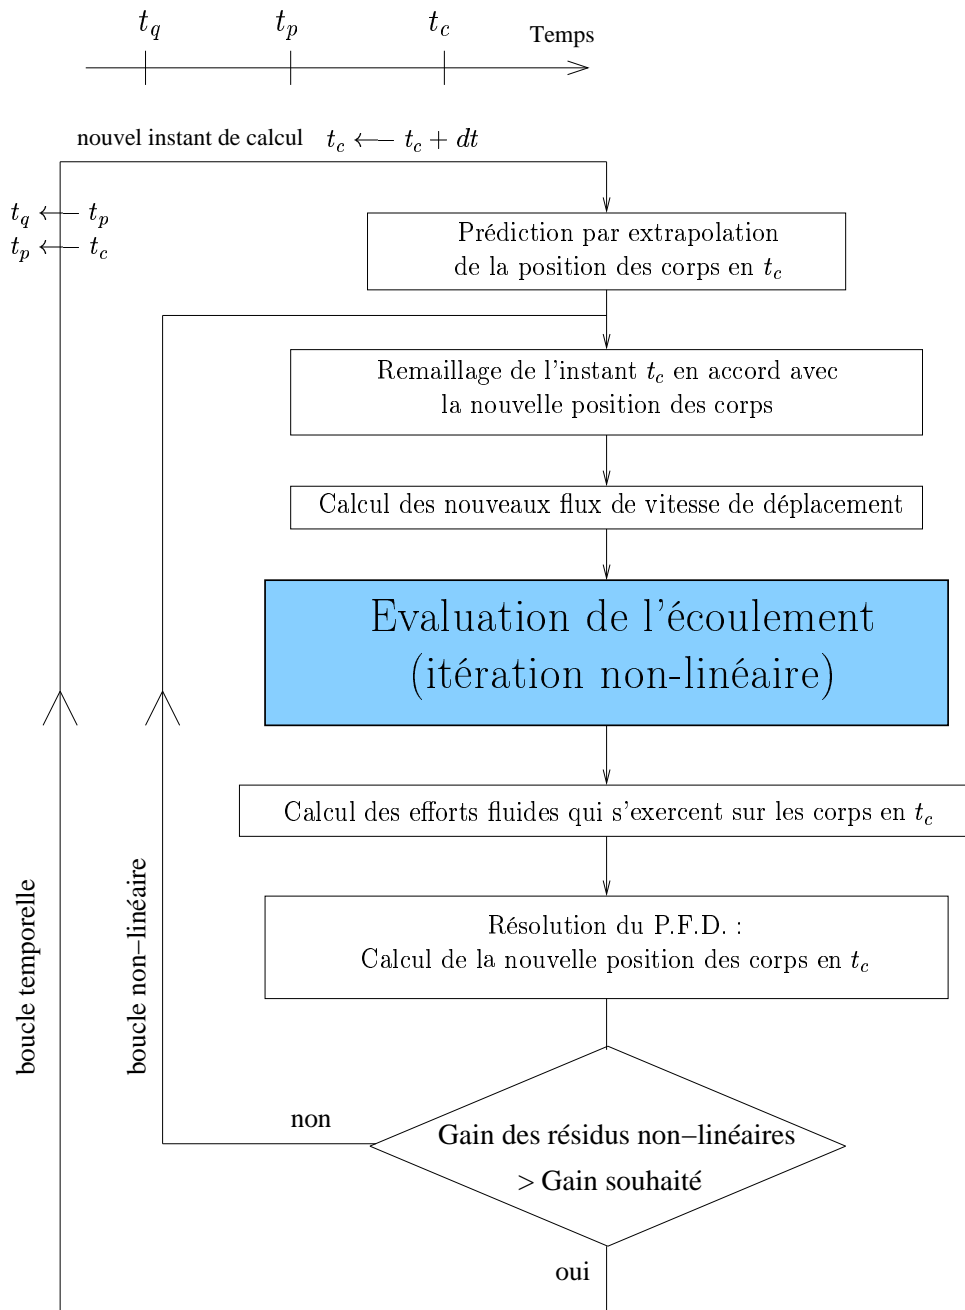 t_q t_p t_c Temps
nouvel instant de calcul t_c ⟵ t_c + dt
t_q ⟵ t_p
t_p ⟵ t_c
Prédiction par extrapolation
de la position des corps en t_c
Remaillage de l'instant t_c en accord avec
la nouvelle position des corps
Calcul des nouveaux flux de vitesse de déplacement
Evaluation de l'écoulement
(itération non-linéaire)
Calcul des efforts fluides qui s'exercent sur les corps en t_c
Résolution du P.F.D. :
Calcul de la nouvelle position des corps en t_c
boucle temporelle
boucle non-linéaire
non
Gain des résidus non-linéaires
> Gain souhaité
oui